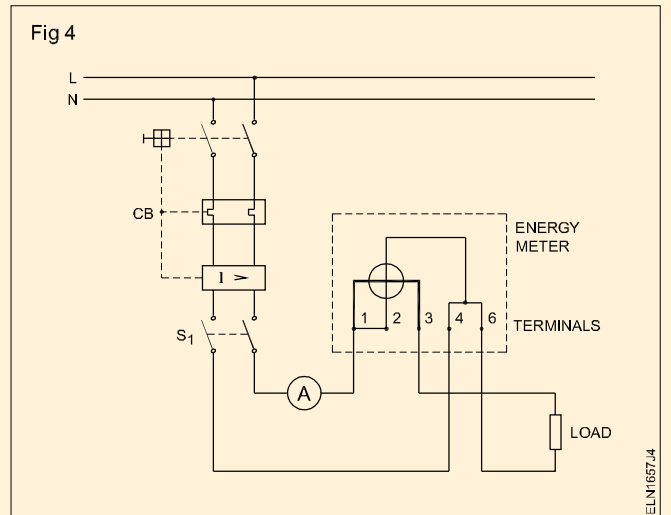 Fig 4
L
N
CB
I >
ENERGY
METER
1 2 3 4 6
TERMINALS
S1
A
LOAD
ELN1657J4